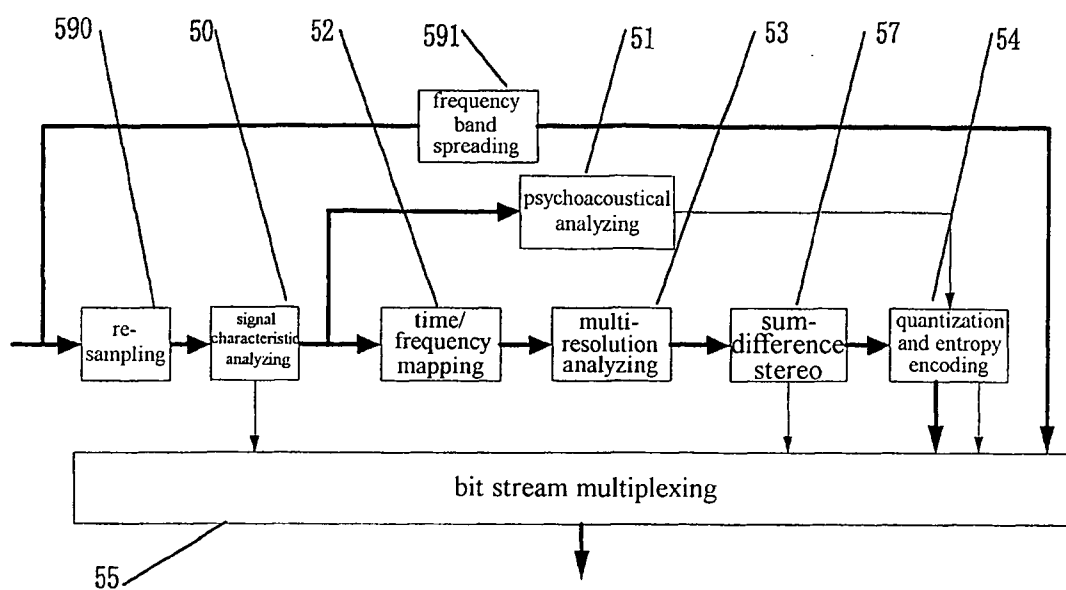 590
50
52
591
51
53
57
54
frequency
band
spreading
psychoacoustical
analyzing
re-
sampling
signal
characteristic
analyzing
time/
frequency
mapping
multi-
resolution
analyzing
sum-
difference
stereo
quantization
and entropy
encoding
bit stream multiplexing
55